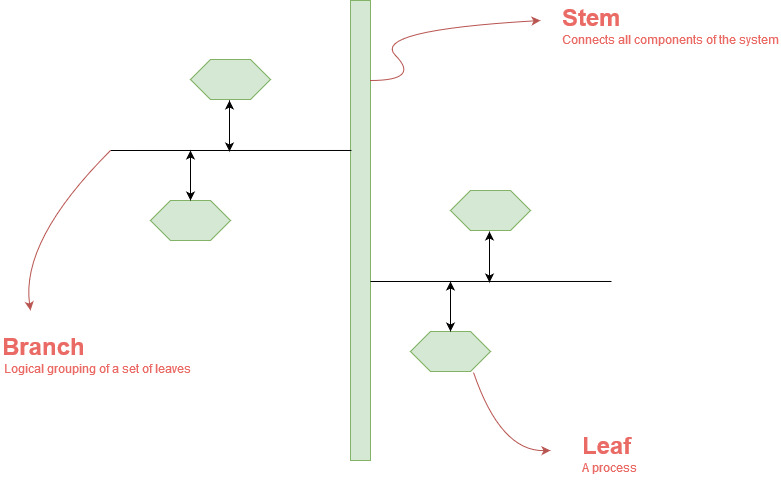 Stem
Connects all components of the system
Branch
Logical grouping of a set of leaves
Leaf
A process